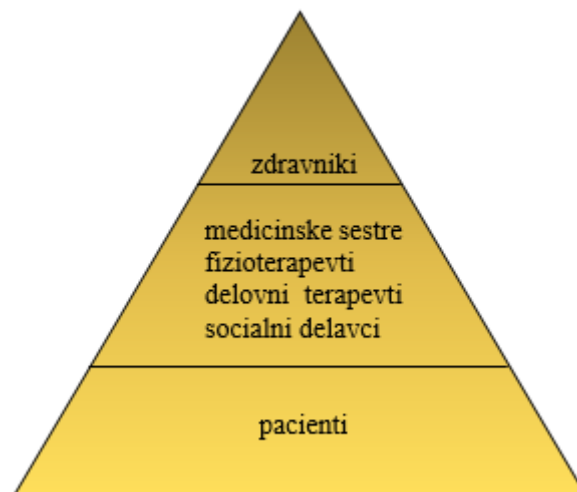 zdravniki
medicinske sestre
fizioterapevti
delovni terapevti
socialni delavci
pacienti